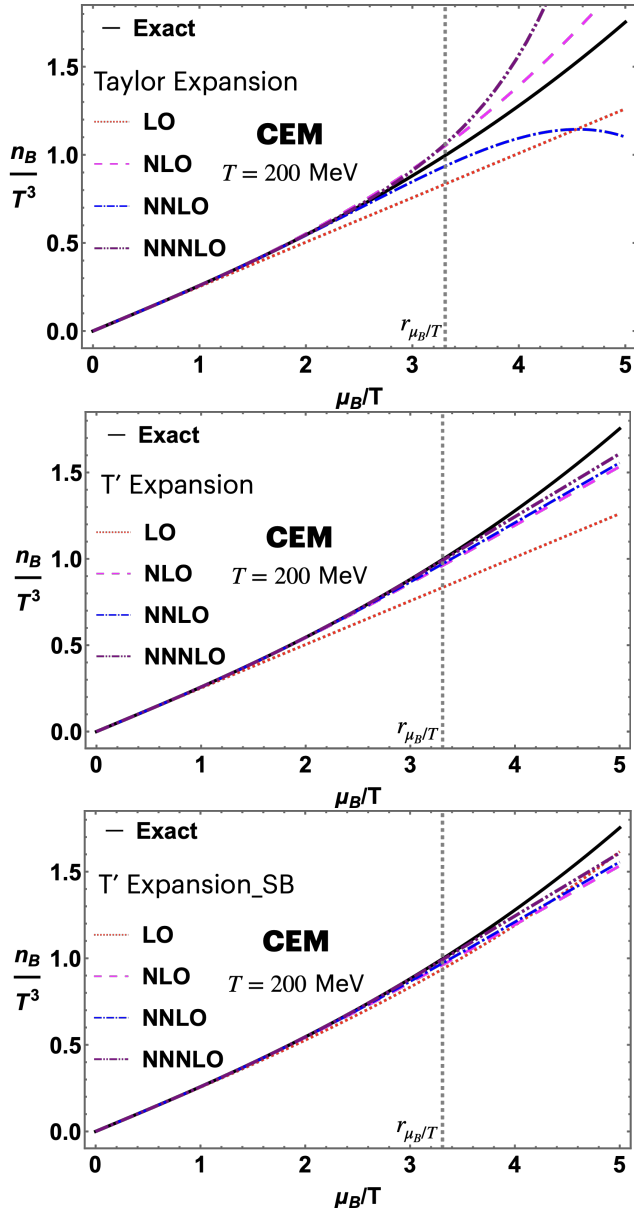 — Exact
Taylor Expansion
LO
NLO
NNLO
NNNLO
CEM
T = 200 MeV
n_B
T³
1.5
1.0
0.5
0.0
r_{μ_B/T}
0 1 2 3 4 5
μ_B/T
— Exact
T′ Expansion
LO
NLO
NNLO
NNNLO
CEM
T = 200 MeV
n_B
T³
1.5
1.0
0.5
0.0
r_{μ_B/T}
0 1 2 3 4 5
μ_B/T
— Exact
T′ Expansion_SB
LO
NLO
NNLO
NNNLO
CEM
T = 200 MeV
n_B
T³
1.5
1.0
0.5
0.0
r_{μ_B/T}
0 1 2 3 4 5
μ_B/T